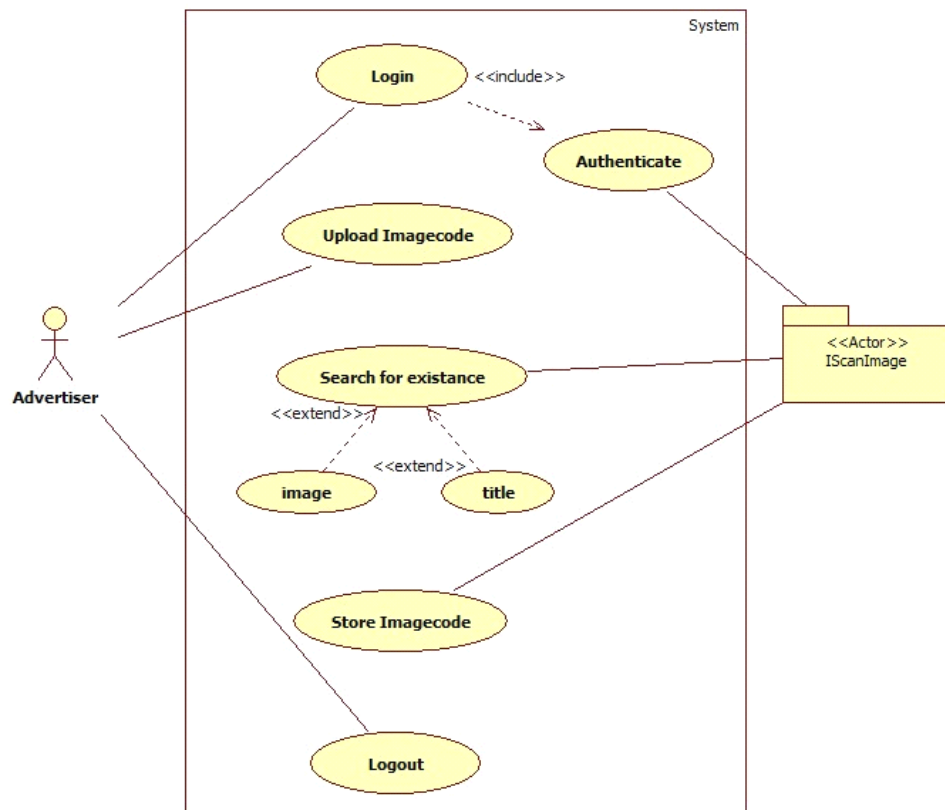 System
Login
<<include>>
Authenticate
Upload Imagecode
<<Actor>>
IScanImage
Search for existance
Advertiser
<<extend>>
<<extend>>
image
title
Store Imagecode
Logout